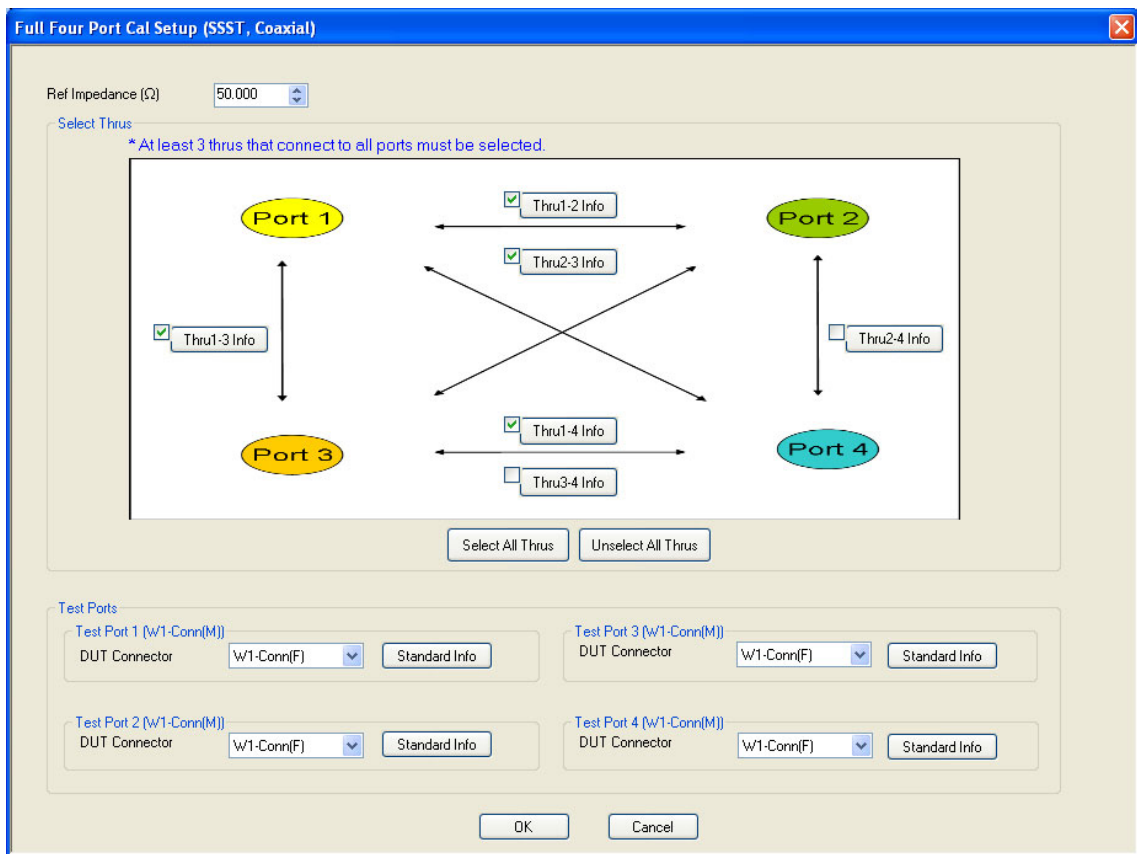 Full Four Port Cal Setup (SSST, Coaxial)
Ref Impedance (Ω)
50.000
Select Thrus
* At least 3 thrus that connect to all ports must be selected.
Port 1
Thru1-2 Info
Port 2
Thru2-3 Info
Thru1-3 Info
Thru2-4 Info
Port 3
Thru1-4 Info
Port 4
Thru3-4 Info
Select All Thrus
Unselect All Thrus
Test Ports
Test Port 1 (W1-Conn(M))
DUT Connector
W1-Conn(F)
Standard Info
Test Port 3 (W1-Conn(M))
DUT Connector
W1-Conn(F)
Standard Info
Test Port 2 (W1-Conn(M))
DUT Connector
W1-Conn(F)
Standard Info
Test Port 4 (W1-Conn(M))
DUT Connector
W1-Conn(F)
Standard Info
OK
Cancel